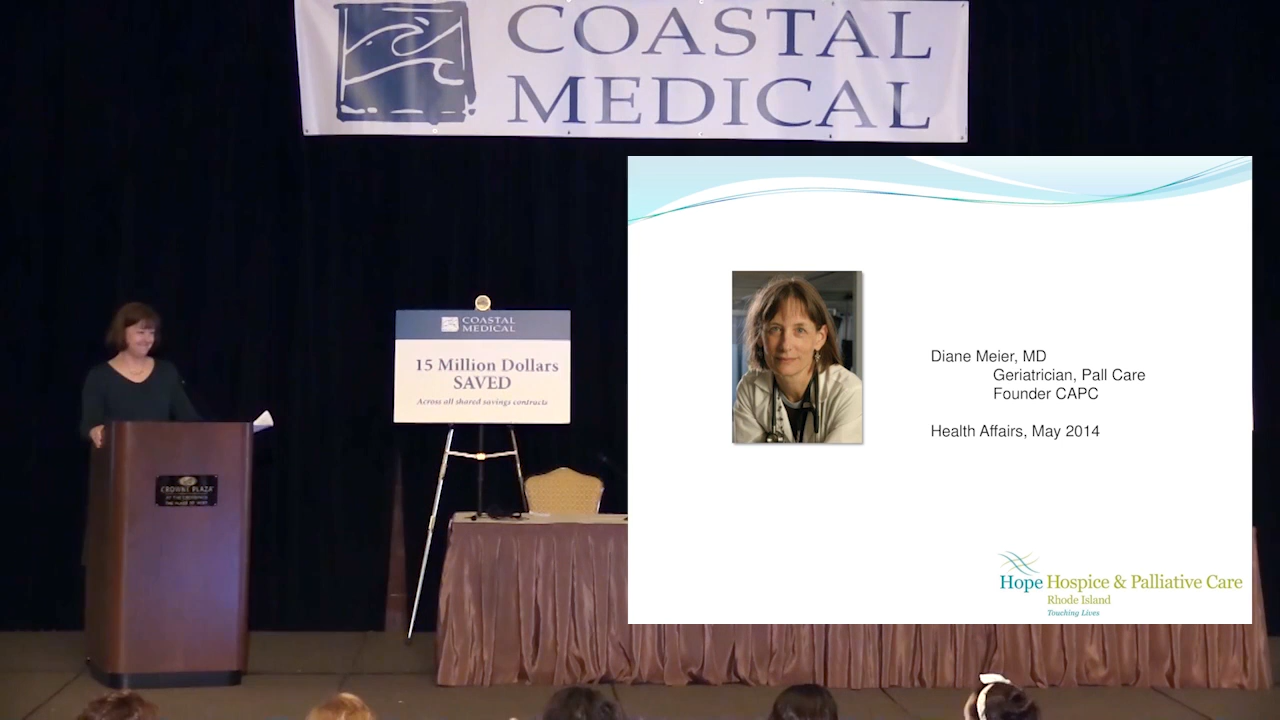 COASTAL
MEDICAL
COASTAL
MEDICAL
15 Million Dollars
SAVED
Across all shared savings contracts
CROWNE PLAZA
Diane Meier, MD
Geriatrician, Pall Care
Founder CAPC
Health Affairs, May 2014
Hope Hospice & Palliative Care
Rhode Island
Touching Lives